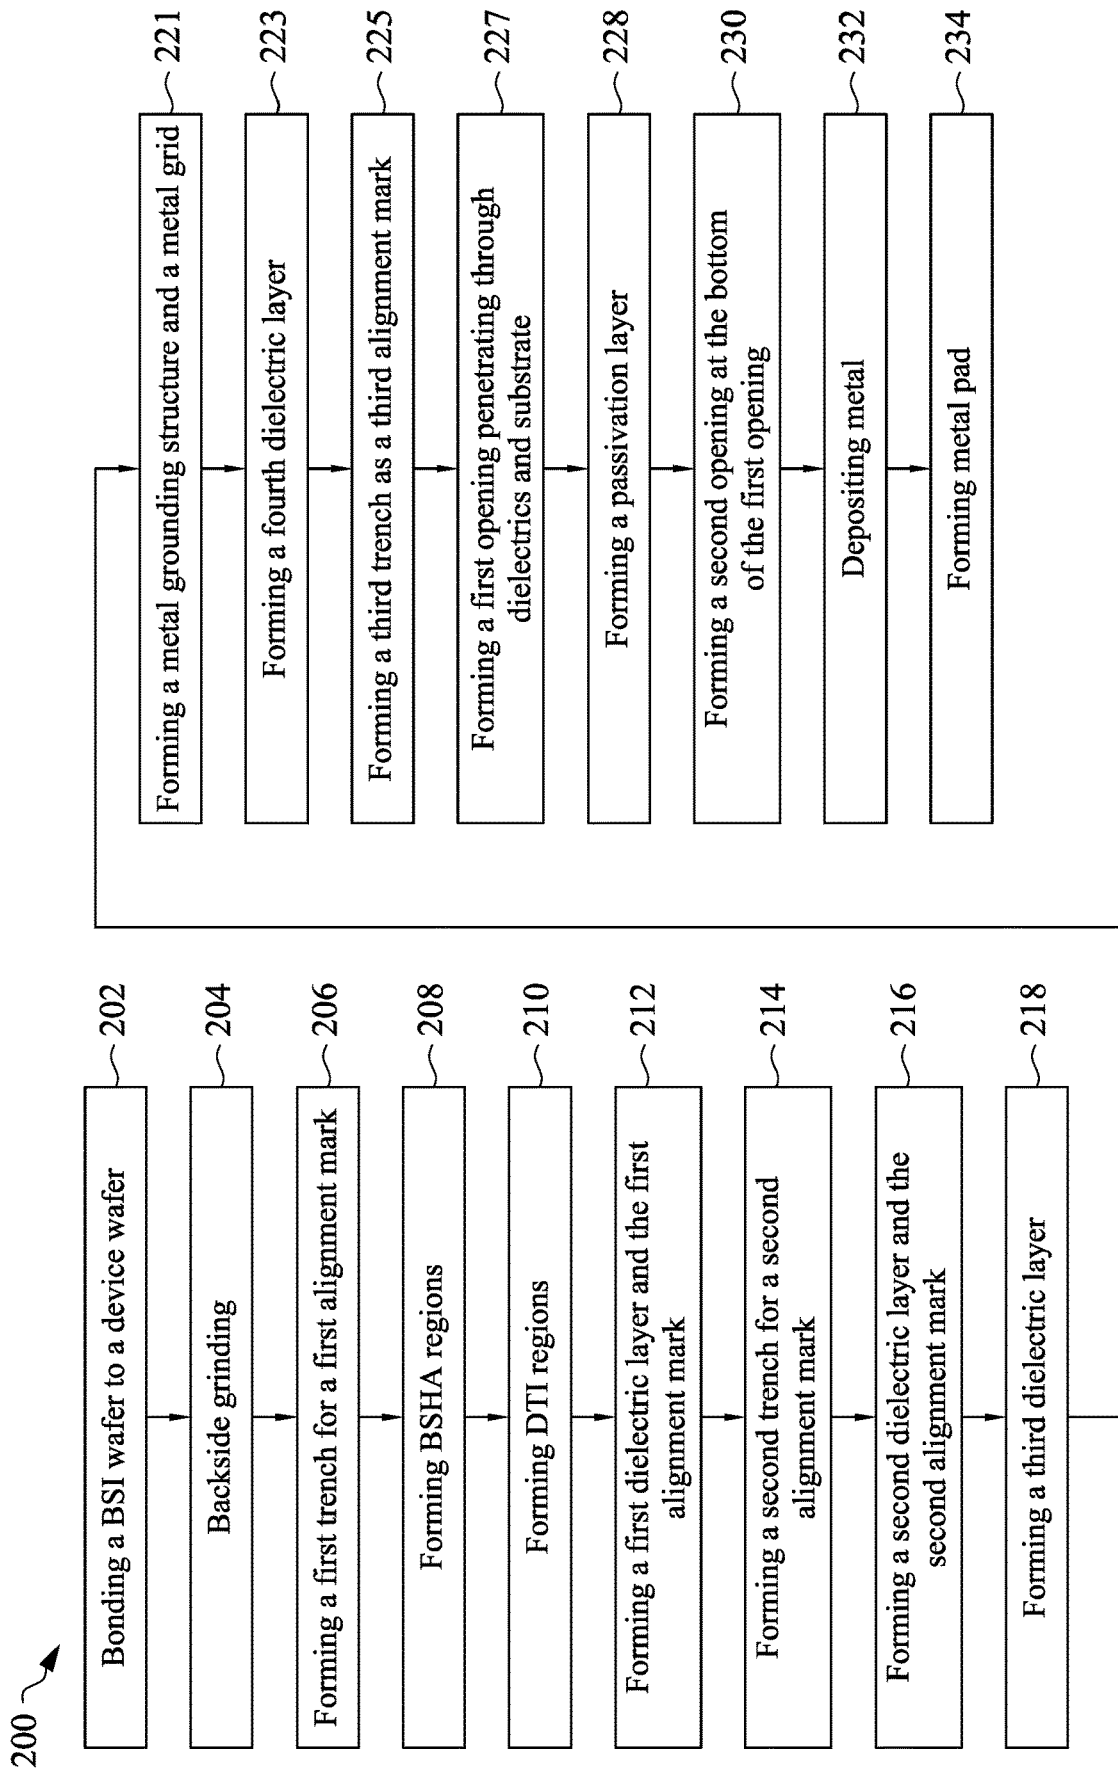 200
Bonding a BSI wafer to a device wafer
202
Backside grinding
204
Forming a first trench for a first alignment mark
206
Forming BSHA regions
208
Forming DTI regions
210
Forming a first dielectric layer and the first
alignment mark
212
Forming a second trench for a second
alignment mark
214
Forming a second dielectric layer and the
second alignment mark
216
Forming a third dielectric layer
218
Forming a metal grounding structure and a metal grid
221
Forming a fourth dielectric layer
223
Forming a third trench as a third alignment mark
225
Forming a first opening penetrating through
dielectrics and substrate
227
Forming a passivation layer
228
Forming a second opening at the bottom
of the first opening
230
Depositing metal
232
Forming metal pad
234